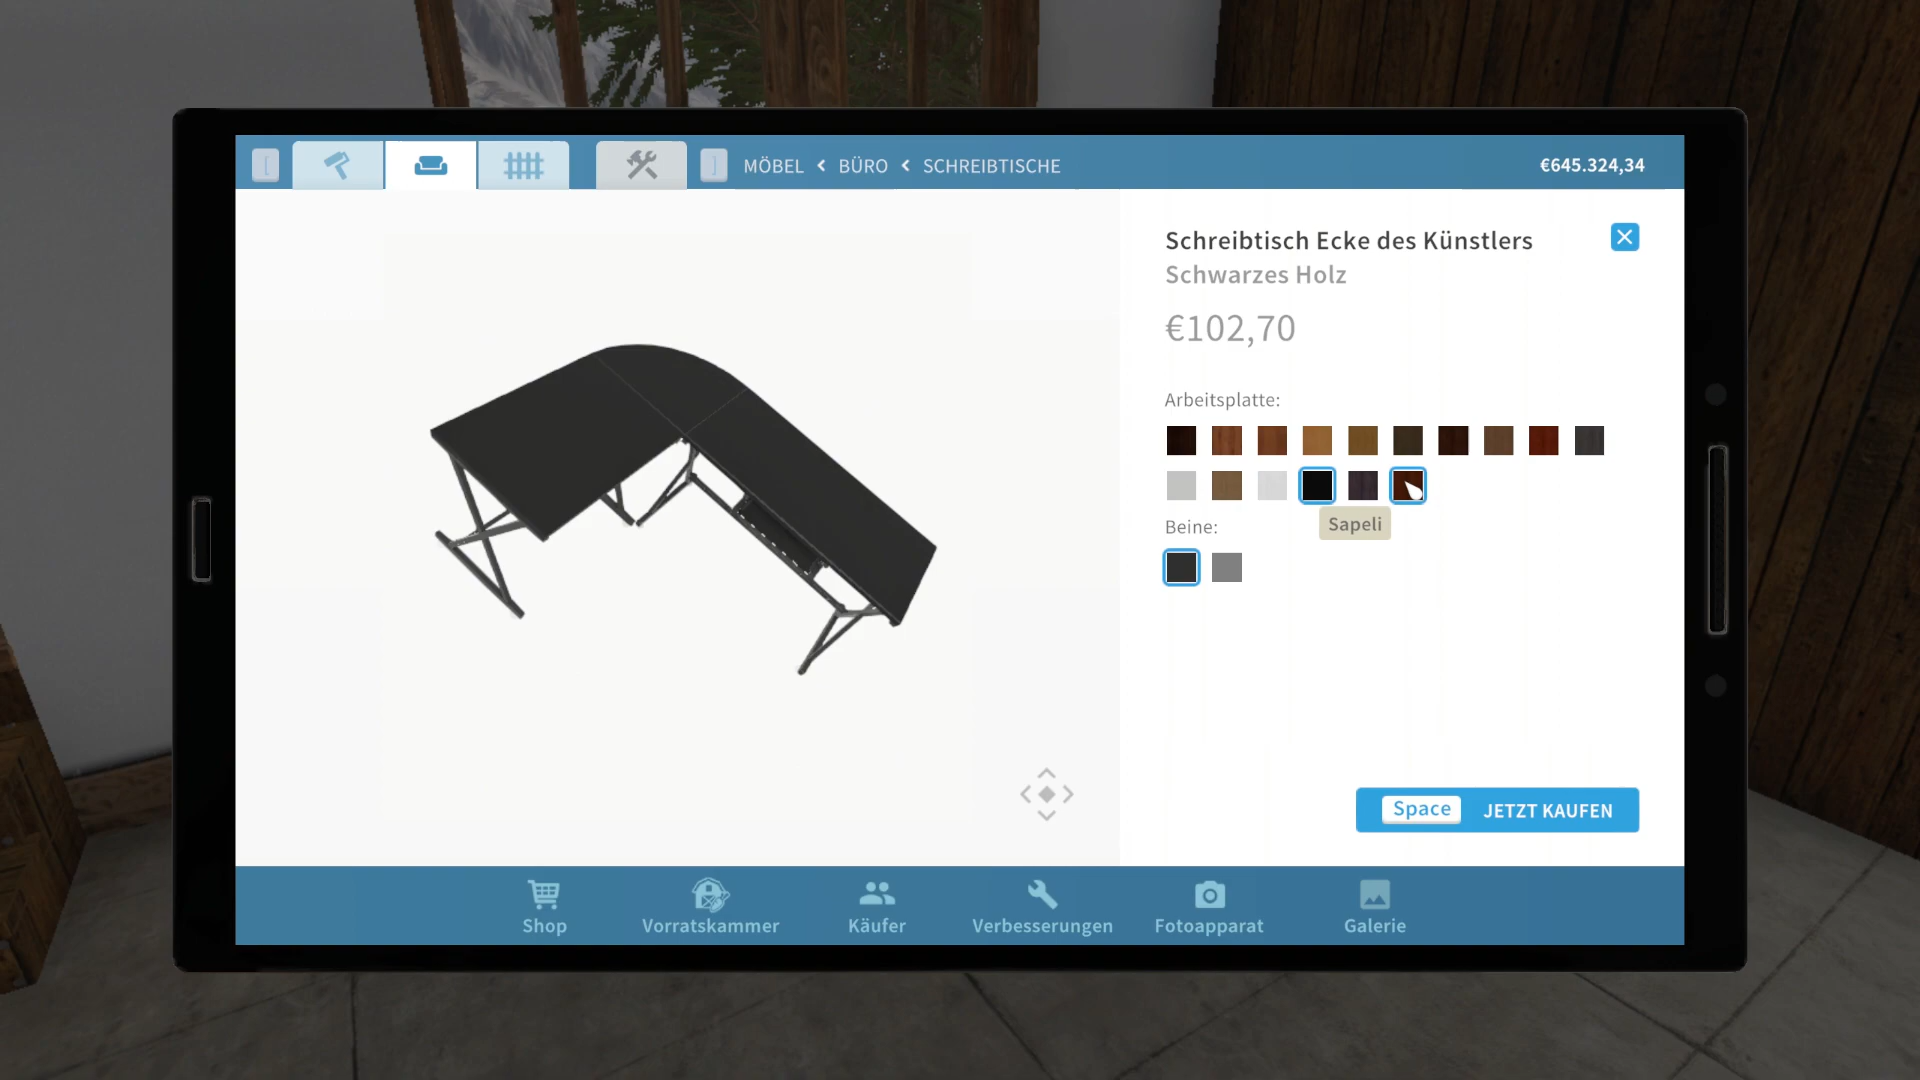 [
]
MÖBEL < BÜRO < SCHREIBTISCHE
€645.324,34
Schreibtisch Ecke des Künstlers
Schwarzes Holz
€102,70
Arbeitsplatte:
Sapeli
Beine:
Space JETZT KAUFEN
Shop
Vorratskammer
Käufer
Verbesserungen
Fotoapparat
Galerie